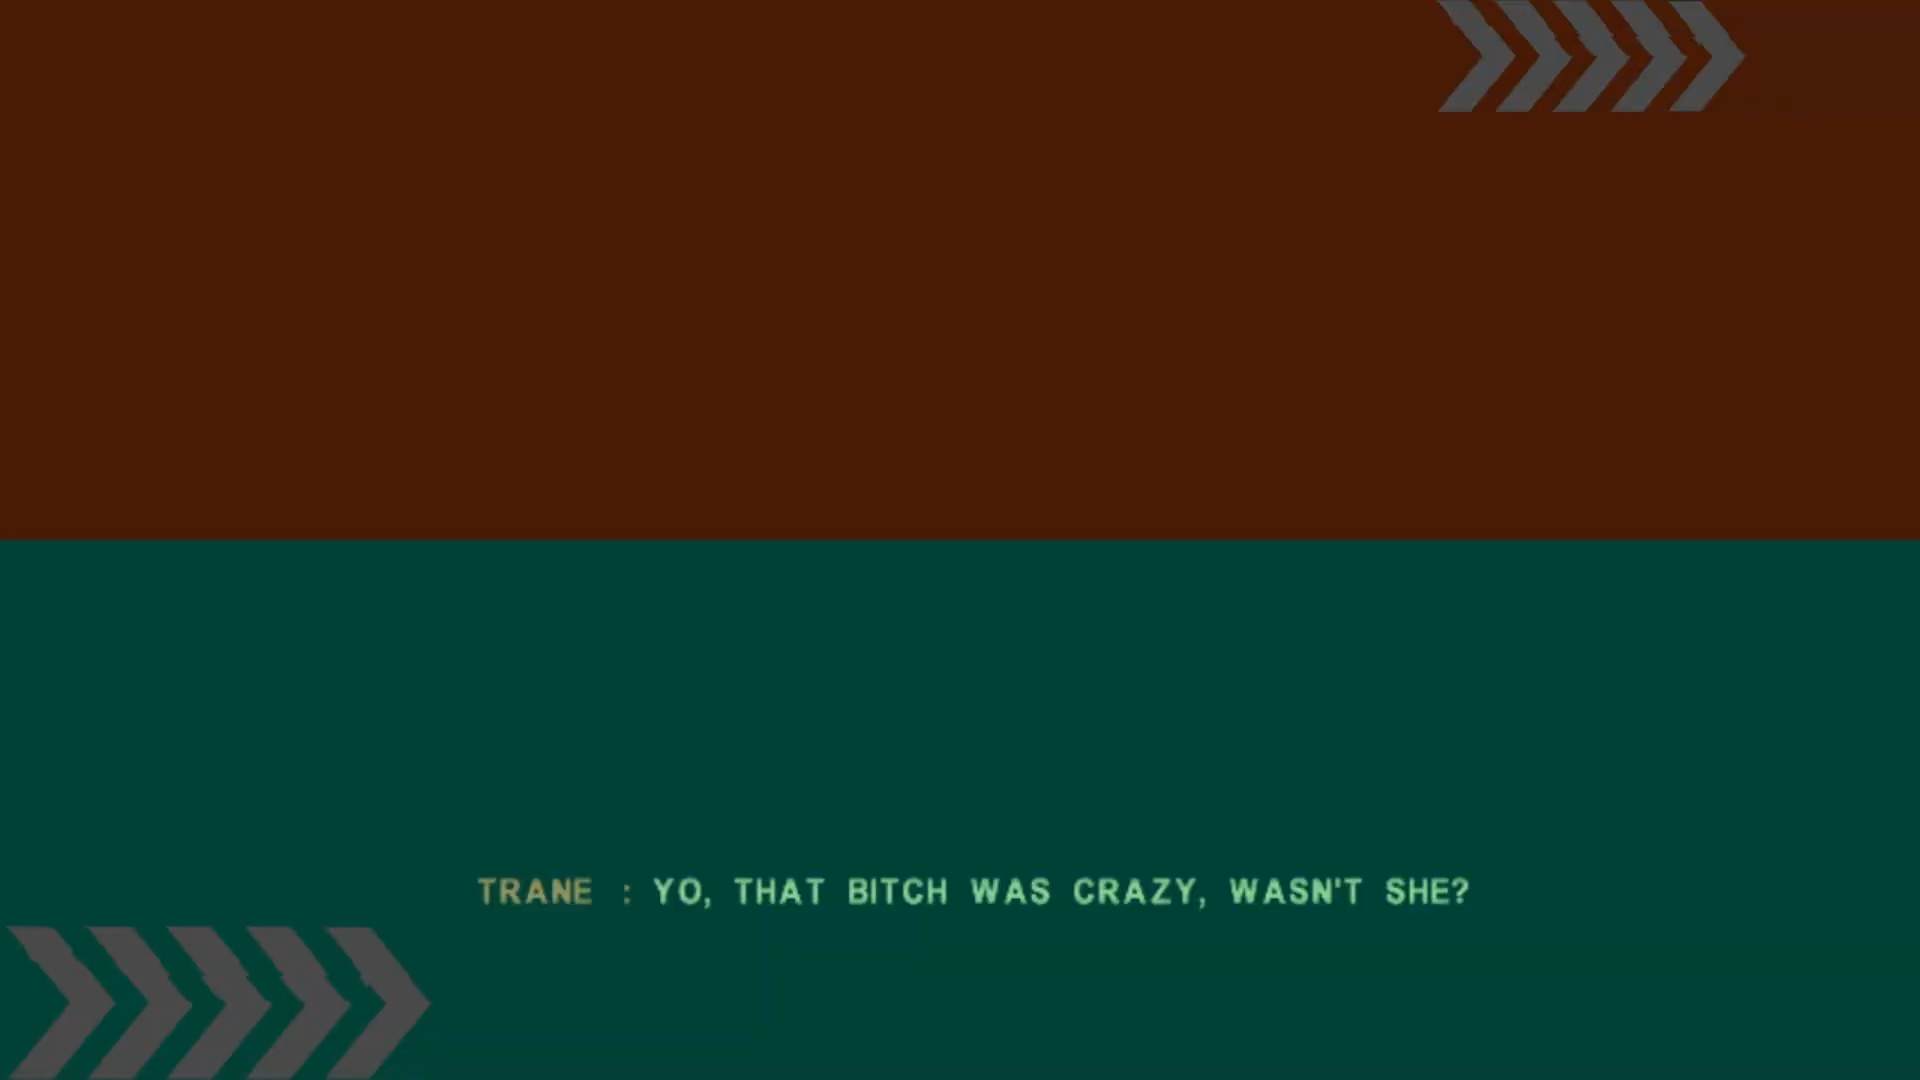 TRANE : YO, THAT BITCH WAS CRAZY, WASN'T SHE?